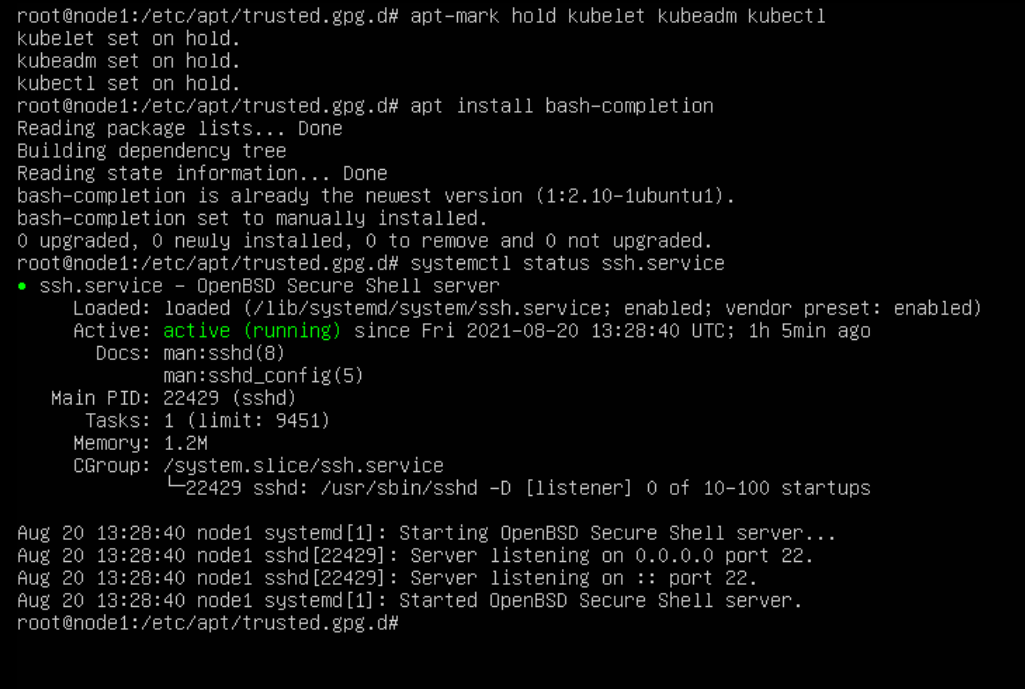 root@node1:/etc/apt/trusted.gpg.d# apt-mark hold kubelet kubeadm kubectl
kubelet set on hold.
kubeadm set on hold.
kubectl set on hold.
root@node1:/etc/apt/trusted.gpg.d# apt install bash-completion
Reading package lists... Done
Building dependency tree
Reading state information... Done
bash-completion is already the newest version (1:2.10-1ubuntu1).
bash-completion set to manually installed.
0 upgraded, 0 newly installed, 0 to remove and 0 not upgraded.
root@node1:/etc/apt/trusted.gpg.d# systemctl status ssh.service
● ssh.service - OpenBSD Secure Shell server
     Loaded: loaded (/lib/systemd/system/ssh.service; enabled; vendor preset: enabled)
     Active: active (running) since Fri 2021-08-20 13:28:40 UTC; 1h 5min ago
       Docs: man:sshd(8)
             man:sshd_config(5)
   Main PID: 22429 (sshd)
      Tasks: 1 (limit: 9451)
     Memory: 1.2M
     CGroup: /system.slice/ssh.service
             └─22429 sshd: /usr/sbin/sshd -D [listener] 0 of 10-100 startups
Aug 20 13:28:40 node1 systemd[1]: Starting OpenBSD Secure Shell server...
Aug 20 13:28:40 node1 sshd[22429]: Server listening on 0.0.0.0 port 22.
Aug 20 13:28:40 node1 sshd[22429]: Server listening on :: port 22.
Aug 20 13:28:40 node1 systemd[1]: Started OpenBSD Secure Shell server.
root@node1:/etc/apt/trusted.gpg.d#